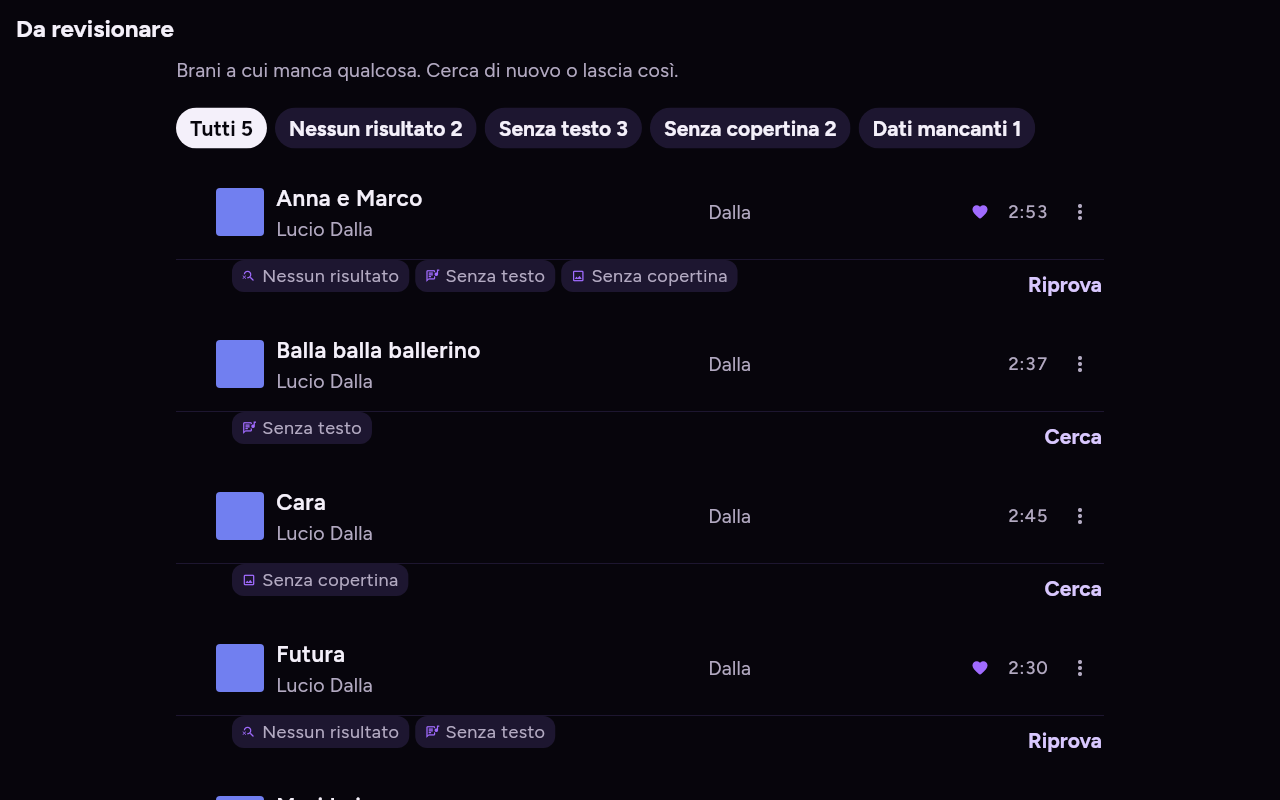 Da revisionare
Brani a cui manca qualcosa. Cerca di nuovo o lascia così.
Tutti 5
Nessun risultato 2
Senza testo 3
Senza copertina 2
Dati mancanti 1
Anna e Marco
Lucio Dalla
Dalla
2:53
Nessun risultato
Senza testo
Senza copertina
Riprova
Balla balla ballerino
Lucio Dalla
Dalla
2:37
Senza testo
Cerca
Cara
Lucio Dalla
Dalla
2:45
Senza copertina
Cerca
Futura
Lucio Dalla
Dalla
2:30
Nessun risultato
Senza testo
Riprova